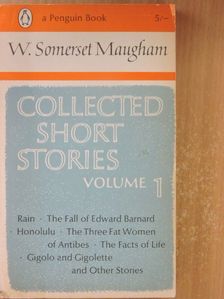 a Penguin Book 5/-
W. Somerset Maugham
COLLECTED
SHORT
STORIES
VOLUME 1
Rain · The Fall of Edward Barnard
· Honolulu · The Three Fat Women
of Antibes · The Facts of Life
· Gigolo and Gigolette
and Other Stories